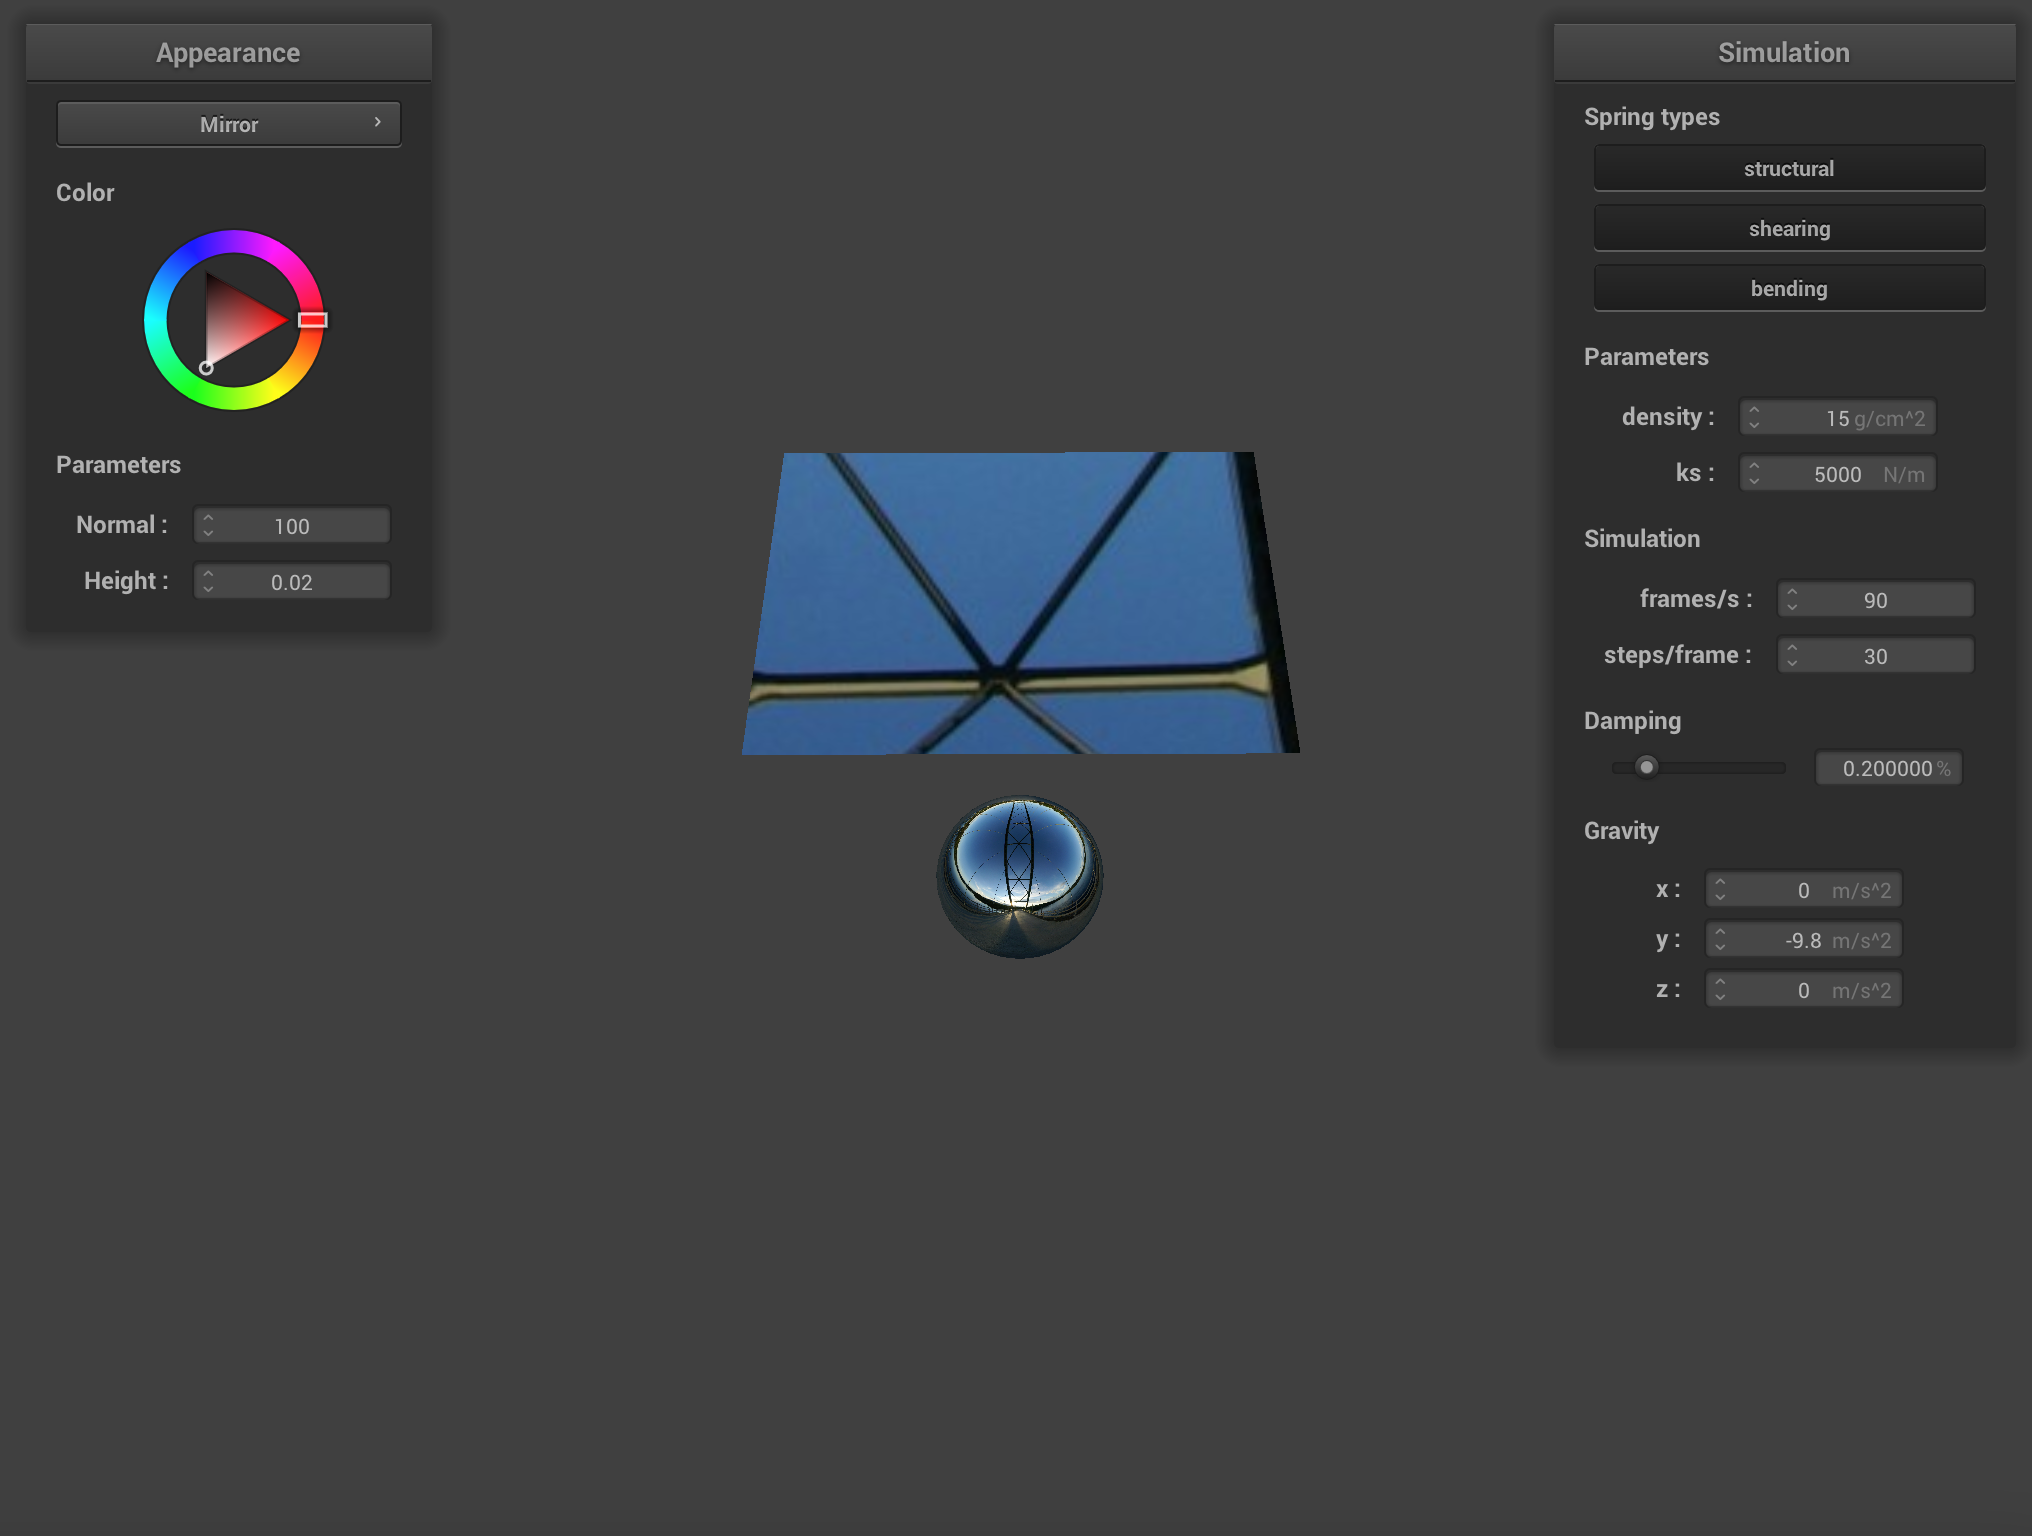 Appearance
Mirror
Color
Parameters
Normal : 100
Height : 0.02
Simulation
Spring types
structural
shearing
bending
Parameters
density : 15 g/cm^2
ks : 5000 N/m
Simulation
frames/s : 90
steps/frame : 30
Damping
0.200000 %
Gravity
x : 0 m/s^2
y : -9.8 m/s^2
z : 0 m/s^2